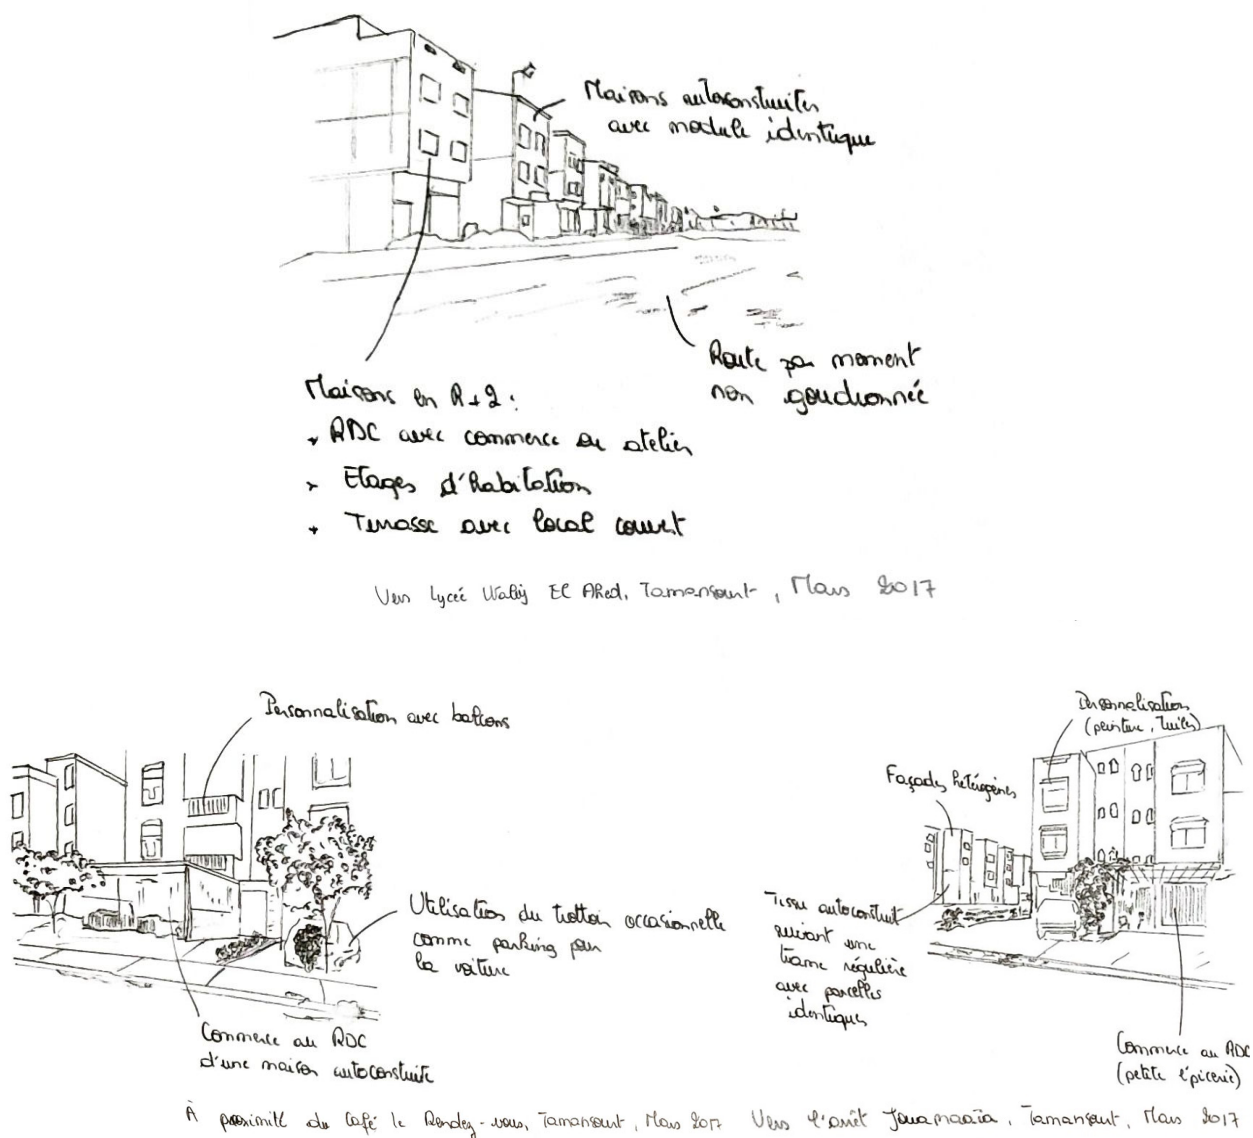 Maisons autoconstruites
avec module identique
Route par moment
non goudronnée
Maisons en R+2 :
RDC avec commerce ou atelier
Etages d'habitation
Terrasse avec local couvert
Vers Lycée Waliy El Ahed, Tamansourt, Mars 2017
Personnalisation avec balcons
Utilisation du trottoir occasionnelle
comme parking pour
la voiture
Commerce au RDC
d'une maison autoconstruite
À proximité du Café le Rendez-vous, Tamansourt, Mars 2017
Personnalisation
(peinture, tuiles)
Façades hétérogènes
Tissu autoconstruit
suivant une
trame régulière
avec parcelles
identiques
Commerce au RDC
(petite épicerie)
Vers l'arrêt Tamansourt, Mars 2017